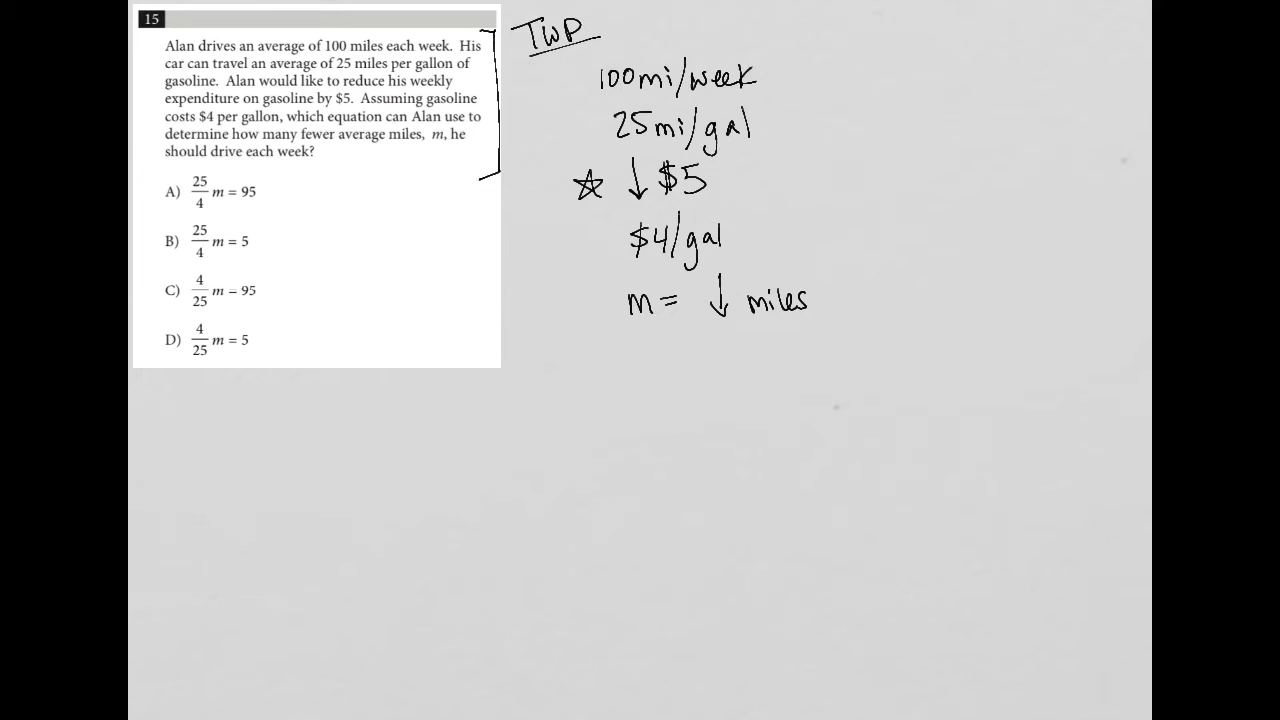 15
Alan drives an average of 100 miles each week. His
car can travel an average of 25 miles per gallon of
gasoline. Alan would like to reduce his weekly
expenditure on gasoline by $5. Assuming gasoline
costs $4 per gallon, which equation can Alan use to
determine how many fewer average miles, m, he
should drive each week?
A) 25/4 m = 95
B) 25/4 m = 5
C) 4/25 m = 95
D) 4/25 m = 5
TWP
100mi/week
25mi/gal
☆ ↓ $5
$4/gal
m = ↓ miles